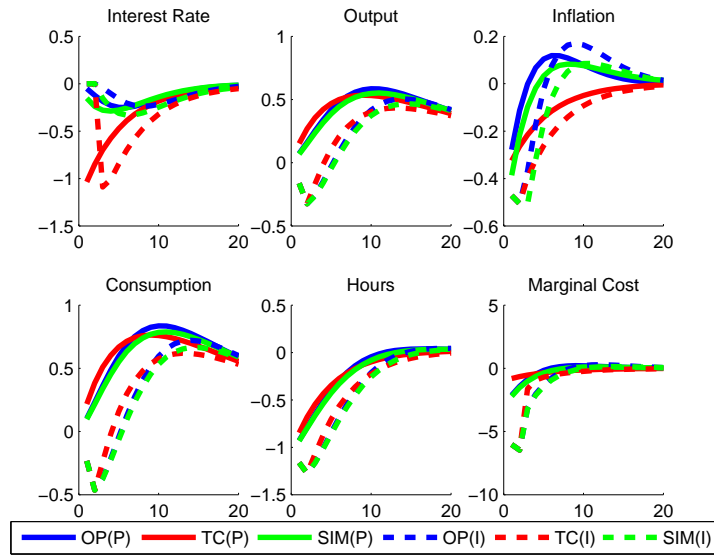 Interest Rate
0.5
0
−0.5
−1
−1.5
0 10 20
Output
1
0.5
0
−0.5
0 10 20
Inflation
0.2
0
−0.2
−0.4
−0.6
0 10 20
Consumption
1
0.5
0
−0.5
0 10 20
Hours
0.5
0
−0.5
−1
−1.5
0 10 20
Marginal Cost
5
0
−5
−10
0 10 20
OP(P) TC(P) SIM(P) OP(I) TC(I) SIM(I)